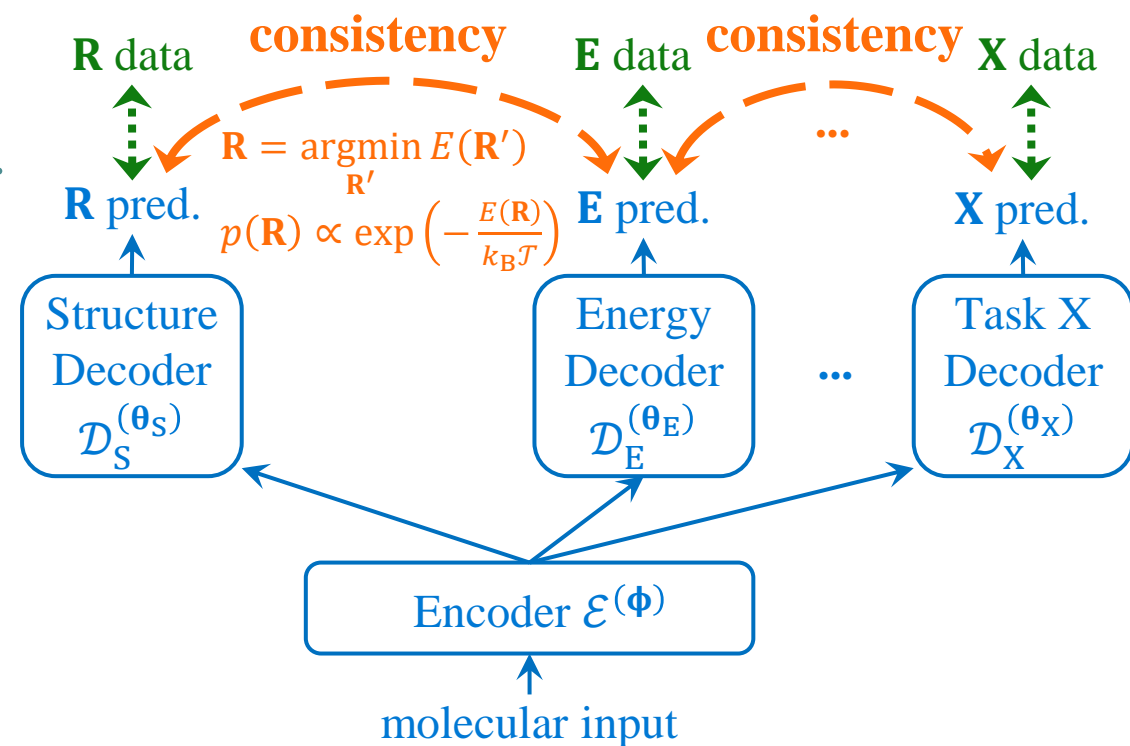 consistency consistency
R data E data X data
R = argmin E(R′)
R′
...
R pred. E pred. X pred.
p(R) ∝ exp(−E(R)/k_B𝒯)
Structure Decoder 𝒟_S^(θ_S)
Energy Decoder 𝒟_E^(θ_E)
...
Task X Decoder 𝒟_X^(θ_X)
Encoder ℰ^(ϕ)
molecular input